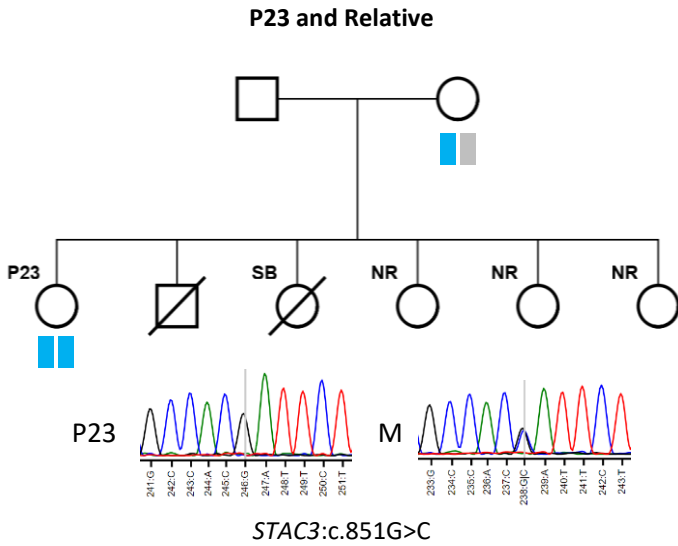 P23 and Relative
P23
SB
NR
NR
NR
P23
M
241:G
242:C
243:C
244:A
245:C
246:G
247:A
248:T
249:T
250:C
251:T
233:G
234:C
235:C
236:A
237:C
238:G|C
239:A
240:T
241:T
242:C
243:T
STAC3:c.851G>C